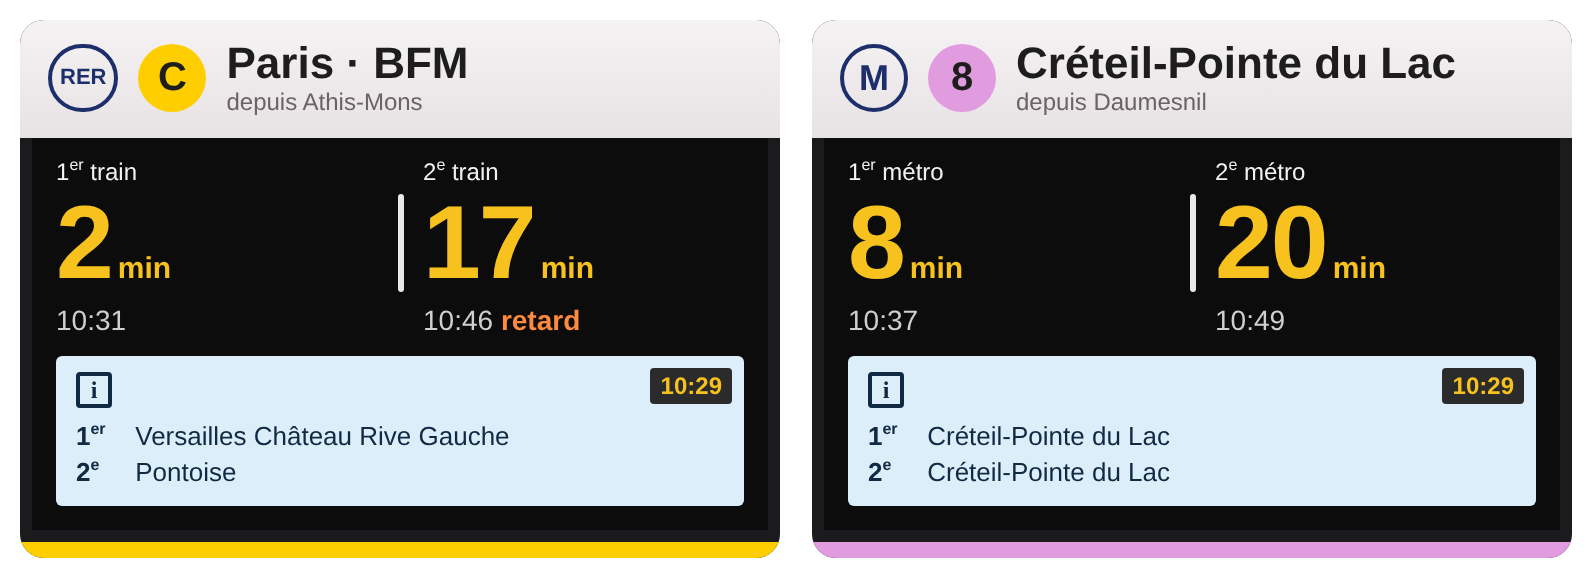 RER C Paris · BFM
depuis Athis-Mons
1er train 2e train
2 min 17 min
10:31 10:46 retard
i 10:29
1er Versailles Château Rive Gauche
2e Pontoise
M 8 Créteil-Pointe du Lac
depuis Daumesnil
1er métro 2e métro
8 min 20 min
10:37 10:49
i 10:29
1er Créteil-Pointe du Lac
2e Créteil-Pointe du Lac